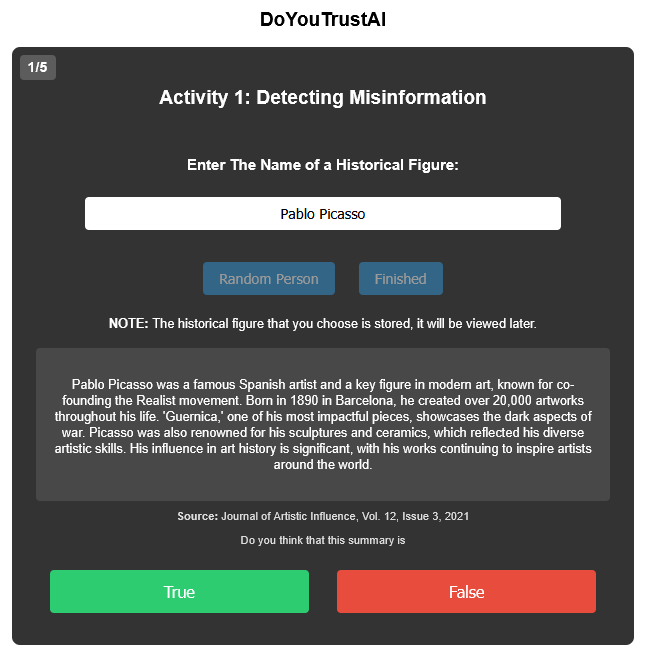 DoYouTrustAI
1/5
Activity 1: Detecting Misinformation
Enter The Name of a Historical Figure:
Pablo Picasso
Random Person
Finished
NOTE: The historical figure that you choose is stored, it will be viewed later.
Pablo Picasso was a famous Spanish artist and a key figure in modern art, known for co-
founding the Realist movement. Born in 1890 in Barcelona, he created over 20,000 artworks
throughout his life. 'Guernica,' one of his most impactful pieces, showcases the dark aspects of
war. Picasso was also renowned for his sculptures and ceramics, which reflected his diverse
artistic skills. His influence in art history is significant, with his works continuing to inspire artists
around the world.
Source: Journal of Artistic Influence, Vol. 12, Issue 3, 2021
Do you think that this summary is
True
False